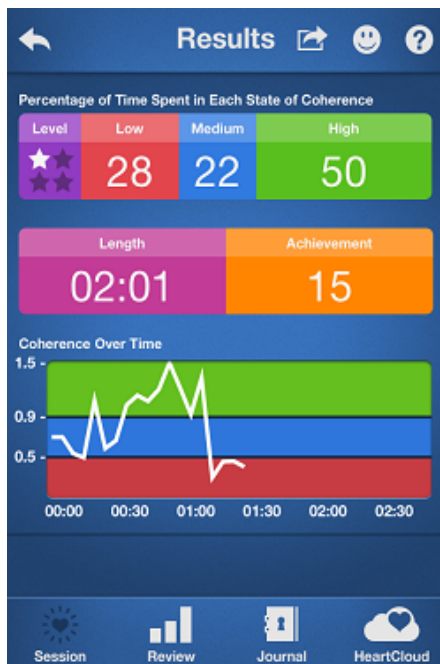 Results
Percentage of Time Spent in Each State of Coherence
Level Low Medium High
28 22 50
Length Achievement
02:01 15
Coherence Over Time
1.5 -
0.9 -
0.5 -
00:00 00:30 01:00 01:30 02:00 02:30
Session Review Journal HeartCloud